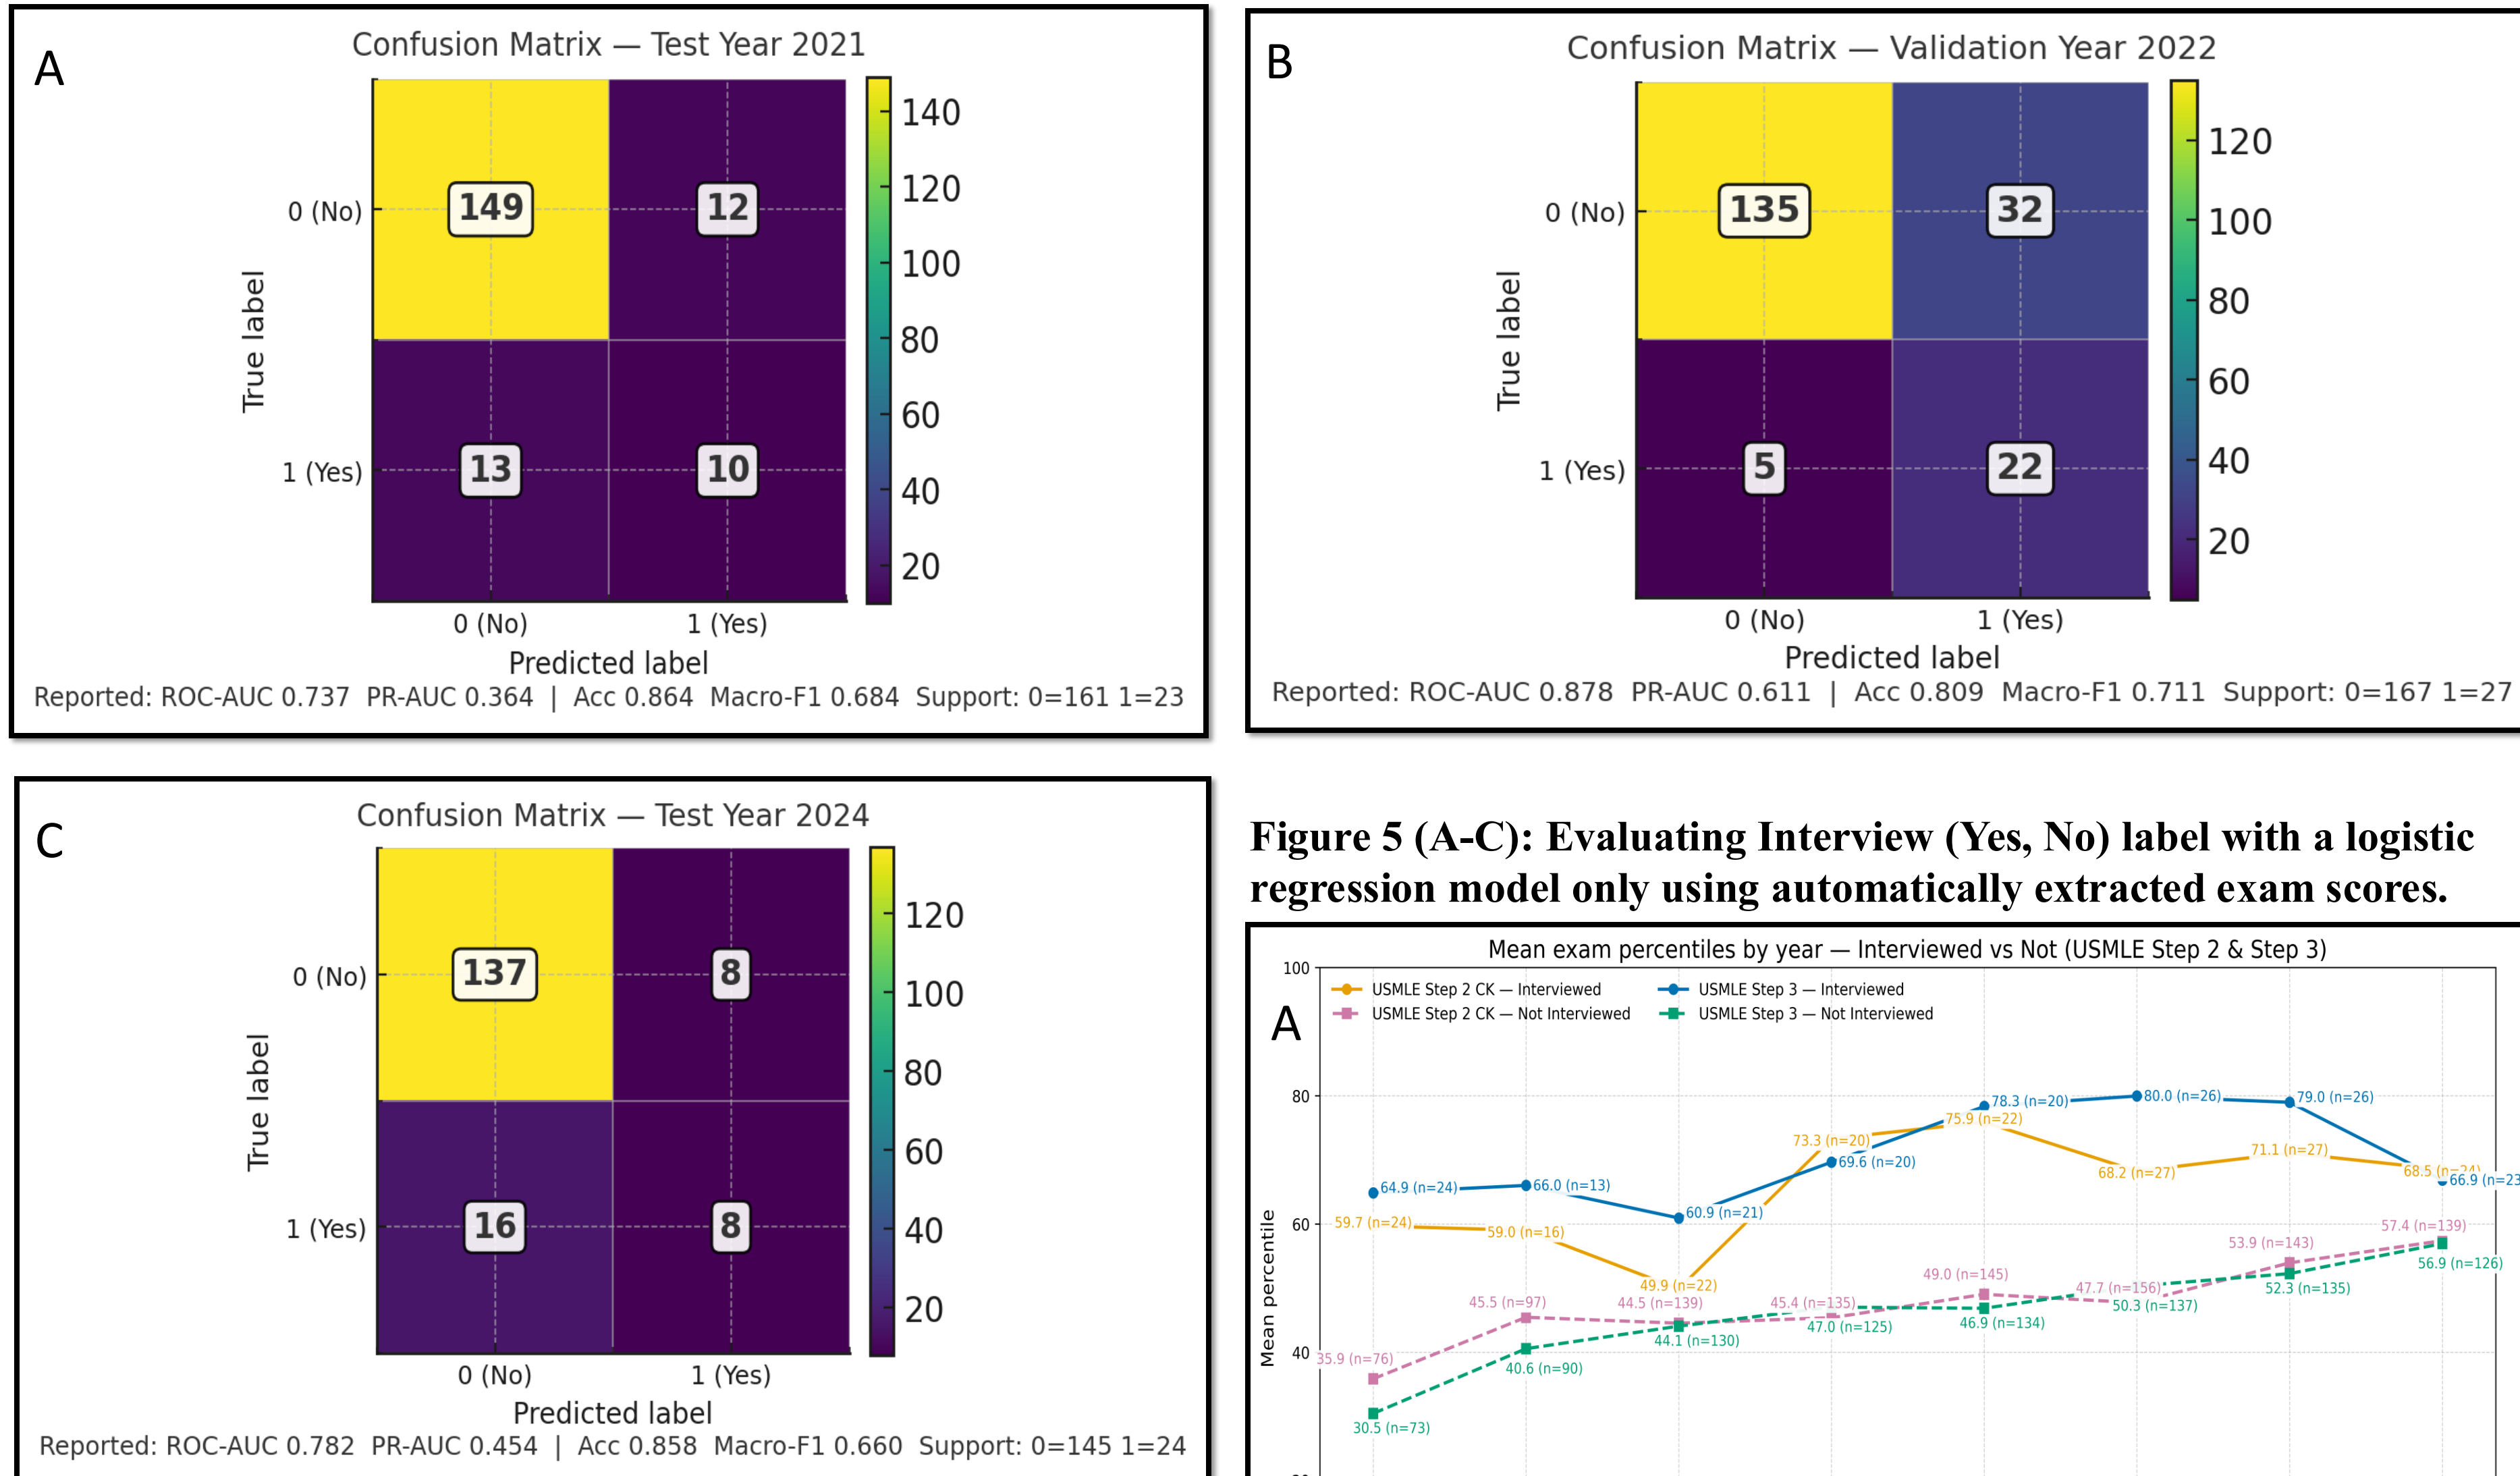 A
Confusion Matrix — Test Year 2021
149
12
13
10
0 (No)
1 (Yes)
True label
0 (No)
1 (Yes)
Predicted label
140
120
100
80
60
40
20
Reported: ROC-AUC 0.737 PR-AUC 0.364 | Acc 0.864 Macro-F1 0.684 Support: 0=161 1=23
B
Confusion Matrix — Validation Year 2022
135
32
5
22
0 (No)
1 (Yes)
True label
0 (No)
1 (Yes)
Predicted label
120
100
80
60
40
20
Reported: ROC-AUC 0.878 PR-AUC 0.611 | Acc 0.809 Macro-F1 0.711 Support: 0=167 1=27
C
Confusion Matrix — Test Year 2024
137
8
16
8
0 (No)
1 (Yes)
True label
0 (No)
1 (Yes)
Predicted label
120
100
80
60
40
20
Reported: ROC-AUC 0.782 PR-AUC 0.454 | Acc 0.858 Macro-F1 0.660 Support: 0=145 1=24
Figure 5 (A-C): Evaluating Interview (Yes, No) label with a logistic
regression model only using automatically extracted exam scores.
Mean exam percentiles by year — Interviewed vs Not (USMLE Step 2 & Step 3)
A
USMLE Step 2 CK — Interviewed
USMLE Step 2 CK — Not Interviewed
USMLE Step 3 — Interviewed
USMLE Step 3 — Not Interviewed
Mean percentile
100
80
60
40
64.9 (n=24)
66.0 (n=13)
60.9 (n=21)
69.6 (n=20)
78.3 (n=20)
80.0 (n=26)
79.0 (n=26)
66.9 (n=23
59.7 (n=24)
59.0 (n=16)
49.9 (n=22)
73.3 (n=20)
75.9 (n=22)
68.2 (n=27)
71.1 (n=27)
68.5 (n=24)
35.9 (n=76)
45.5 (n=97)
44.5 (n=139)
45.4 (n=135)
49.0 (n=145)
47.7 (n=156)
53.9 (n=143)
57.4 (n=139)
30.5 (n=73)
40.6 (n=90)
44.1 (n=130)
47.0 (n=125)
46.9 (n=134)
50.3 (n=137)
52.3 (n=135)
56.9 (n=126)